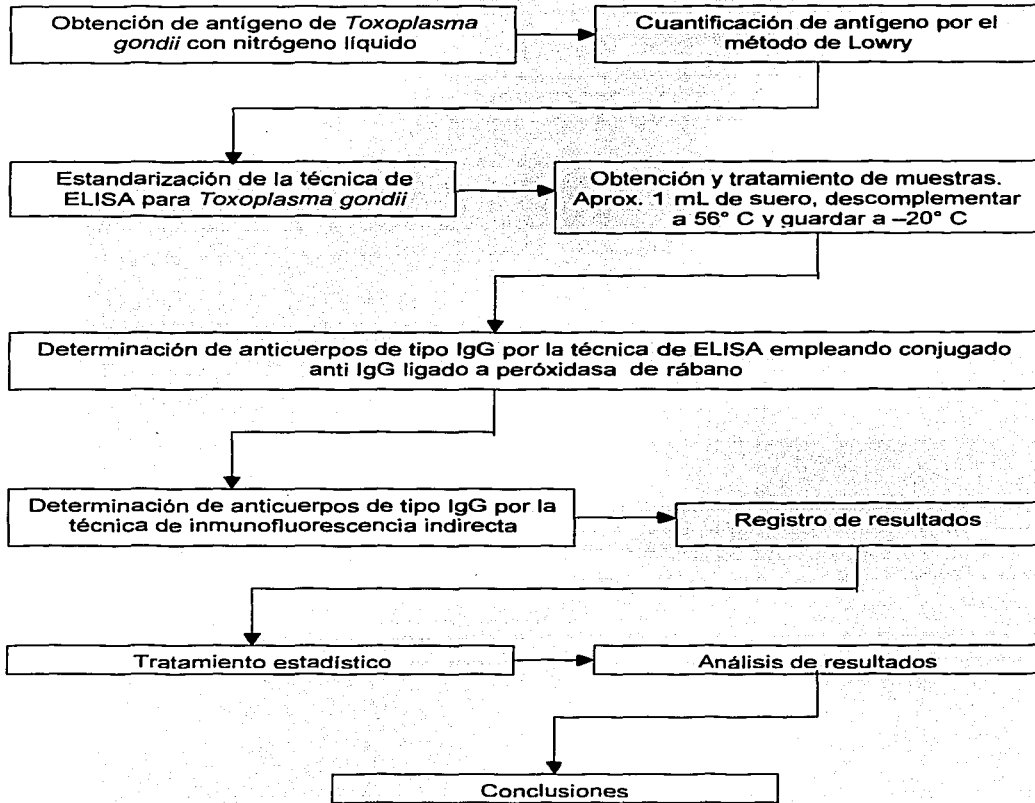 Obtención de antígeno de Toxoplasma
gondii con nitrógeno líquido
Cuantificación de antígeno por el
método de Lowry
Estandarización de la técnica de
ELISA para Toxoplasma gondii
Obtención y tratamiento de muestras.
Aprox. 1 mL de suero, descomplementar
a 56° C y guardar a –20° C
Determinación de anticuerpos de tipo IgG por la técnica de ELISA empleando conjugado
anti IgG ligado a peróxidasa de rábano
Determinación de anticuerpos de tipo IgG por la
técnica de inmunofluorescencia indirecta
Registro de resultados
Tratamiento estadístico
Análisis de resultados
Conclusiones